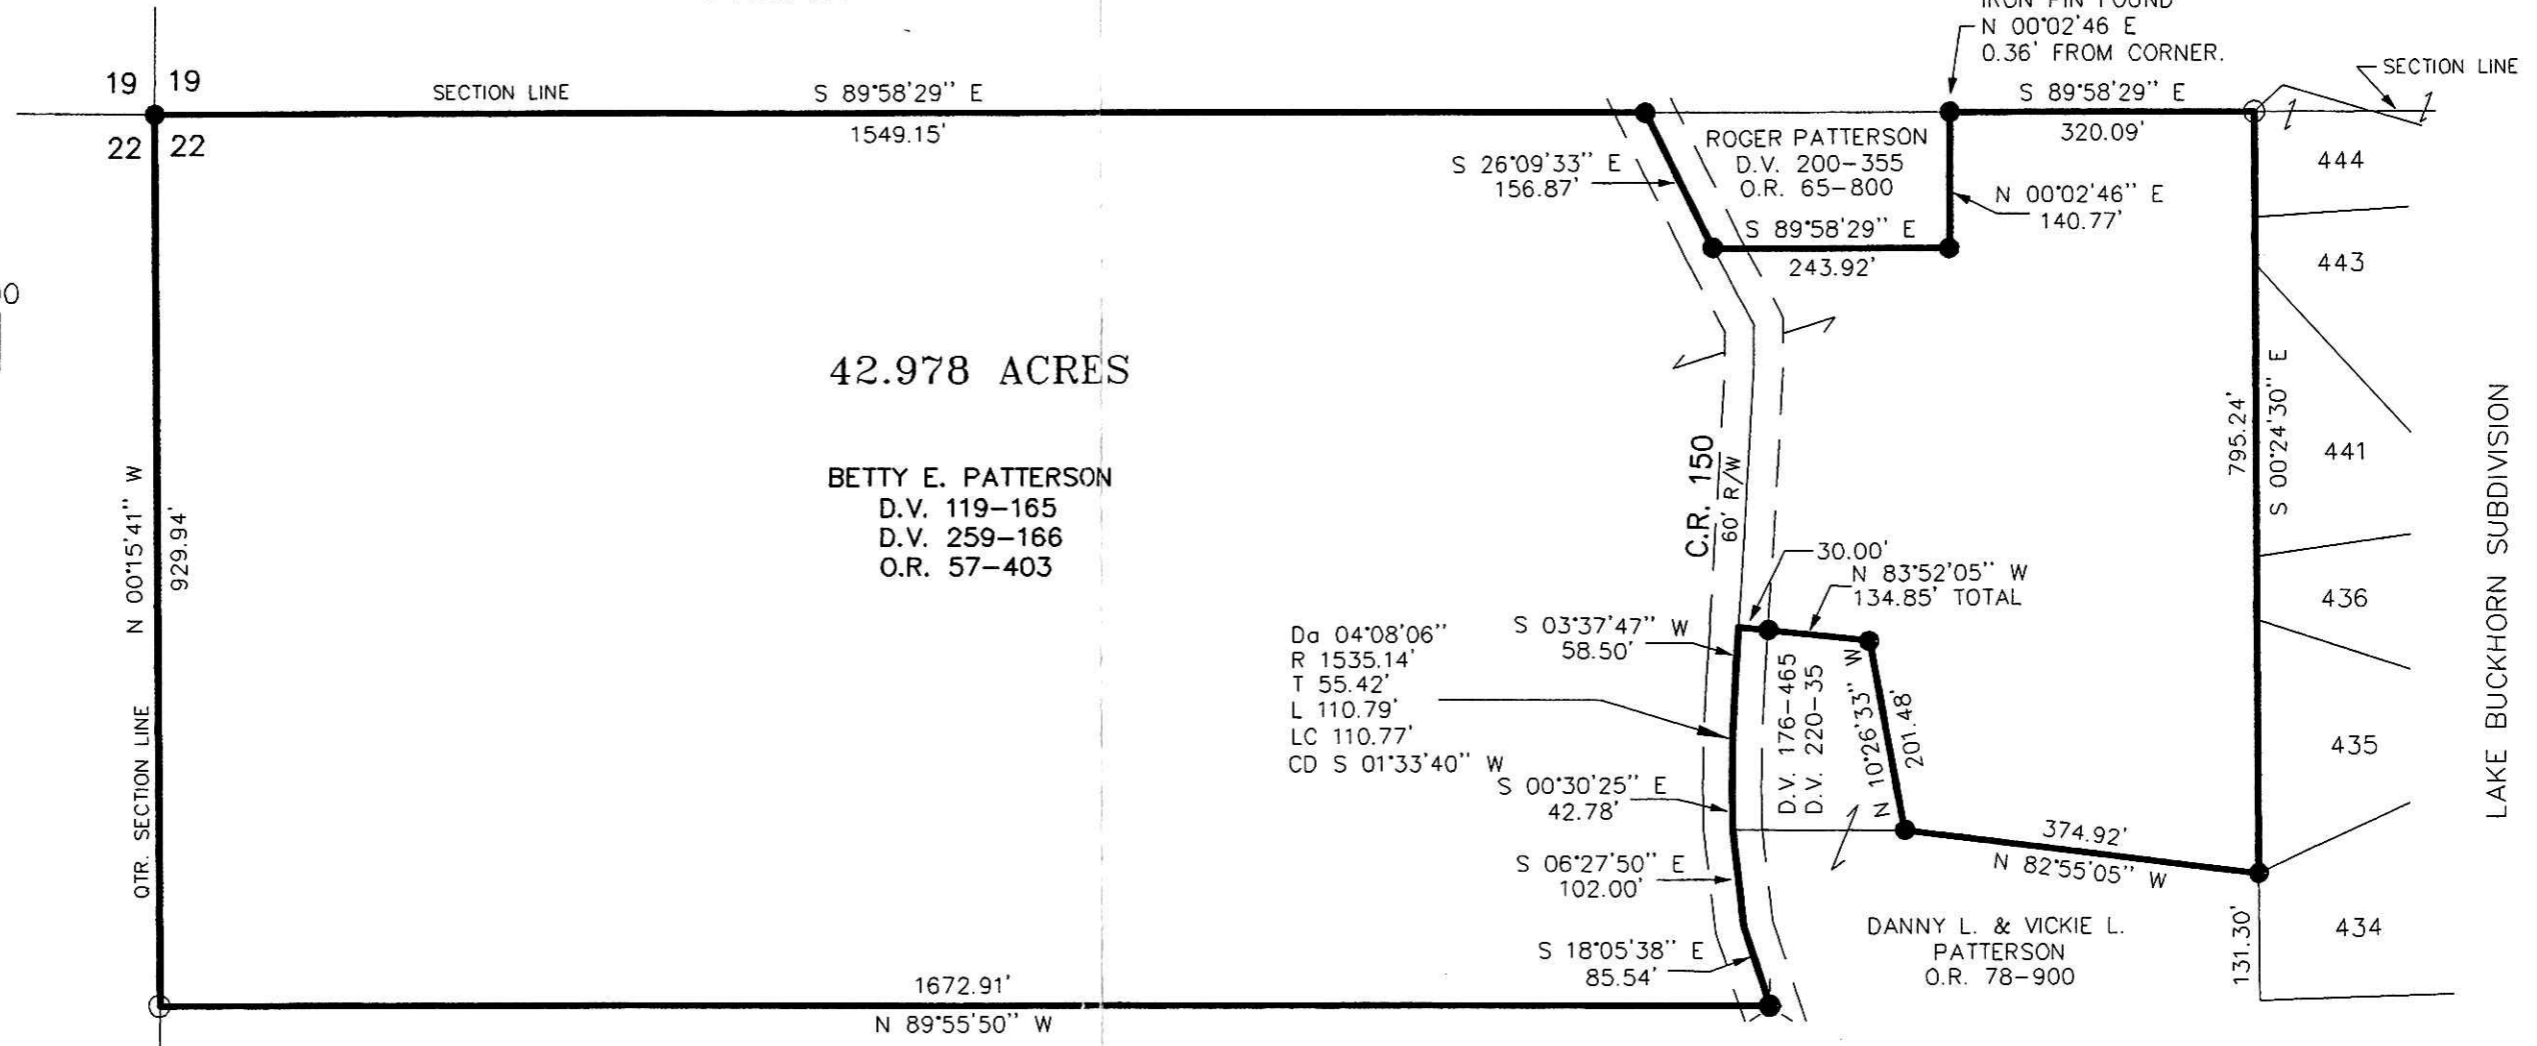 IRON PIN FOUND
N 00°02'46 E
0.36' FROM CORNER.
SECTION LINE
19 19
22 22
SECTION LINE
S 89°58'29" E
1549.15'
S 89°58'29" E
320.09'
S 26°09'33" E
156.87'
ROGER PATTERSON
D.V. 200-355
O.R. 65-800
N 00°02'46" E
140.77'
S 89°58'29" E
243.92'
444
443
441
436
435
434
42.978 ACRES
BETTY E. PATTERSON
D.V. 119-165
D.V. 259-166
O.R. 57-403
N 00°15'41" W
929.94'
QTR. SECTION LINE
C.R. 150
60' R/W
795.24'
S 00°24'30" E
LAKE BUCKHORN SUBDIVISION
30.00'
N 83°52'05" W
134.85' TOTAL
S 03°37'47" W
58.50'
Da 04°08'06"
R 1535.14'
T 55.42'
L 110.79'
LC 110.77'
CD S 01°33'40" W
S 00°30'25" E
42.78'
D.V. 176-465
D.V. 220-35
N 10°26'33" W
201.48'
S 06°27'50" E
102.00'
374.92'
N 82°55'05" W
S 18°05'38" E
85.54'
DANNY L. & VICKIE L.
PATTERSON
O.R. 78-900
131.30'
1672.91'
N 89°55'50" W